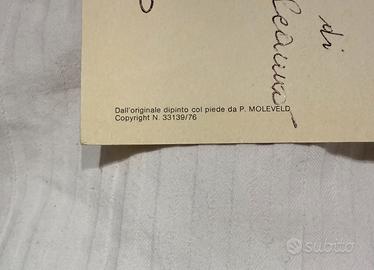 di
Dall'originale dipinto col piede da P. MOLEVELD
Copyright N. 33139/76
subito